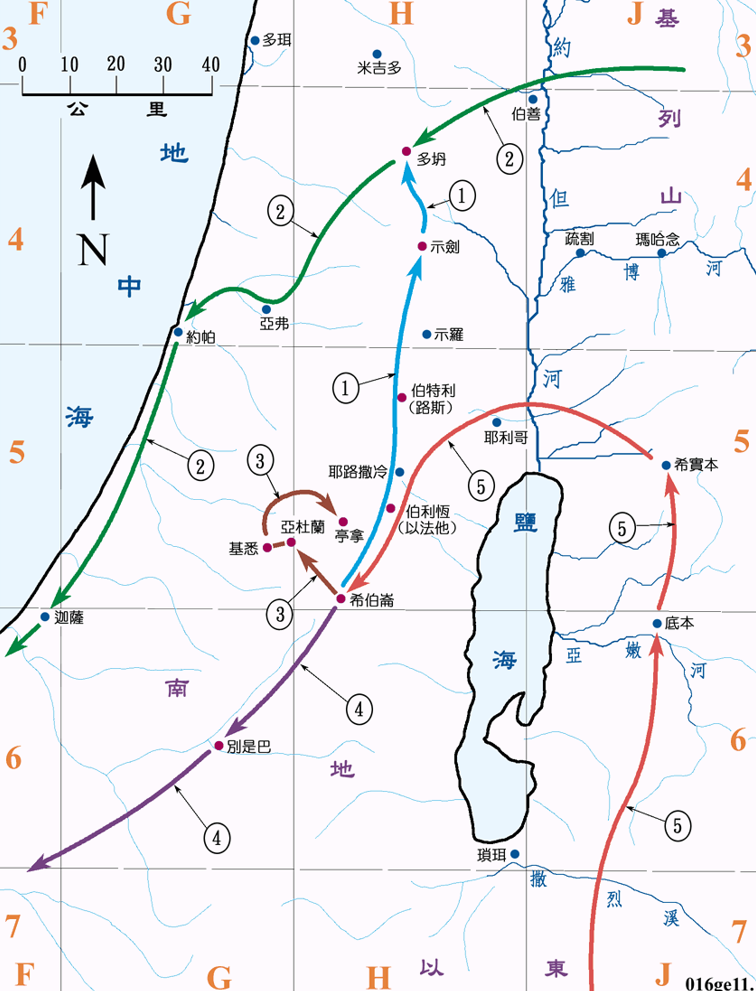 F
G
H
J
3
多珥
米吉多
約
基
3
0 10 20 30 40
公里
伯善
列
地
多坍
②
山
4
N
①
但
②
4
示劍
疏割
瑪哈念
中
雅博河
亞弗
約帕
示羅
①
河
伯特利
(路斯)
海
耶利哥
5
②
③
耶路撒冷
⑤
希實本
5
伯利恆
(以法他)
鹽
⑤
亞杜蘭
亭拿
基悉
③
希伯崙
迦薩
底本
海
亞嫩河
南
④
6
別是巴
地
6
④
⑤
瑣珥
撒烈溪
7
7
F
G
H
以東
J
016ge11.